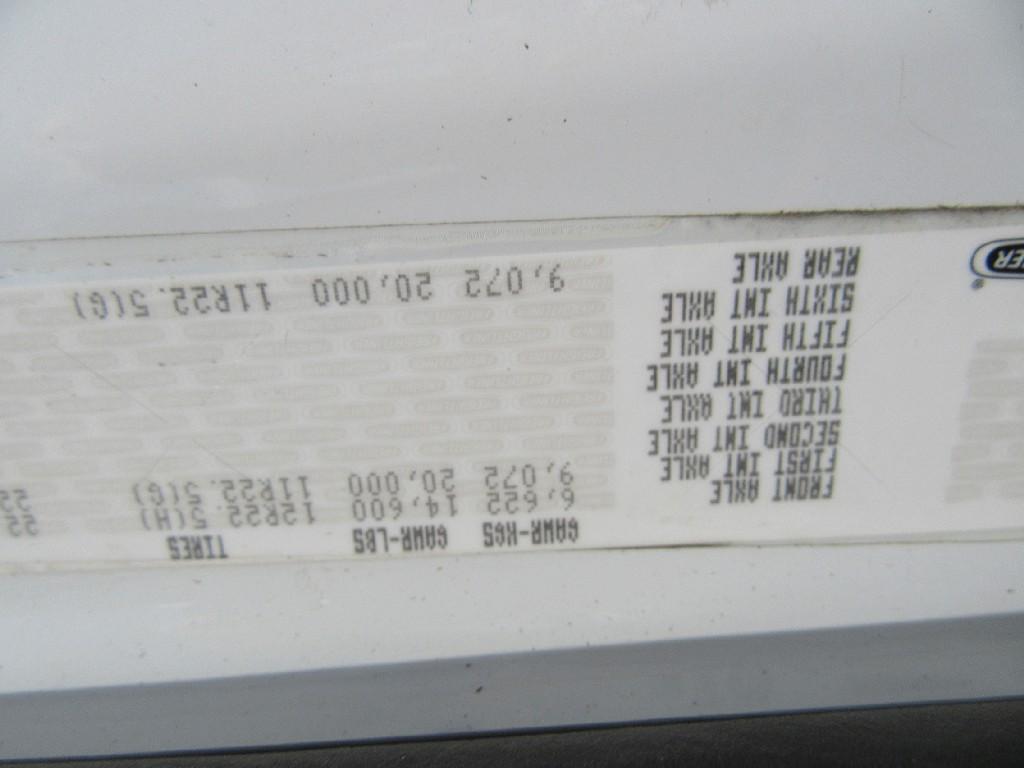 GAWR-KGS GAWR-LBS TIRES
FRONT AXLE 6,622 14,600 12R22.5(H) 22
FIRST INT AXLE 9,072 20,000 11R22.5(G) 22
SECOND INT AXLE
THIRD INT AXLE
FOURTH INT AXLE
FIFTH INT AXLE
SIXTH INT AXLE
REAR AXLE 9,072 20,000 11R22.5(G)